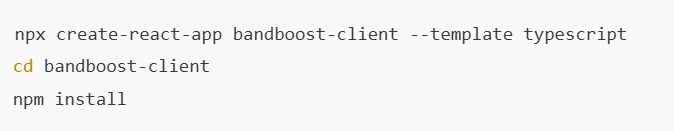 npx create-react-app bandboost-client --template typescript
cd bandboost-client
npm install